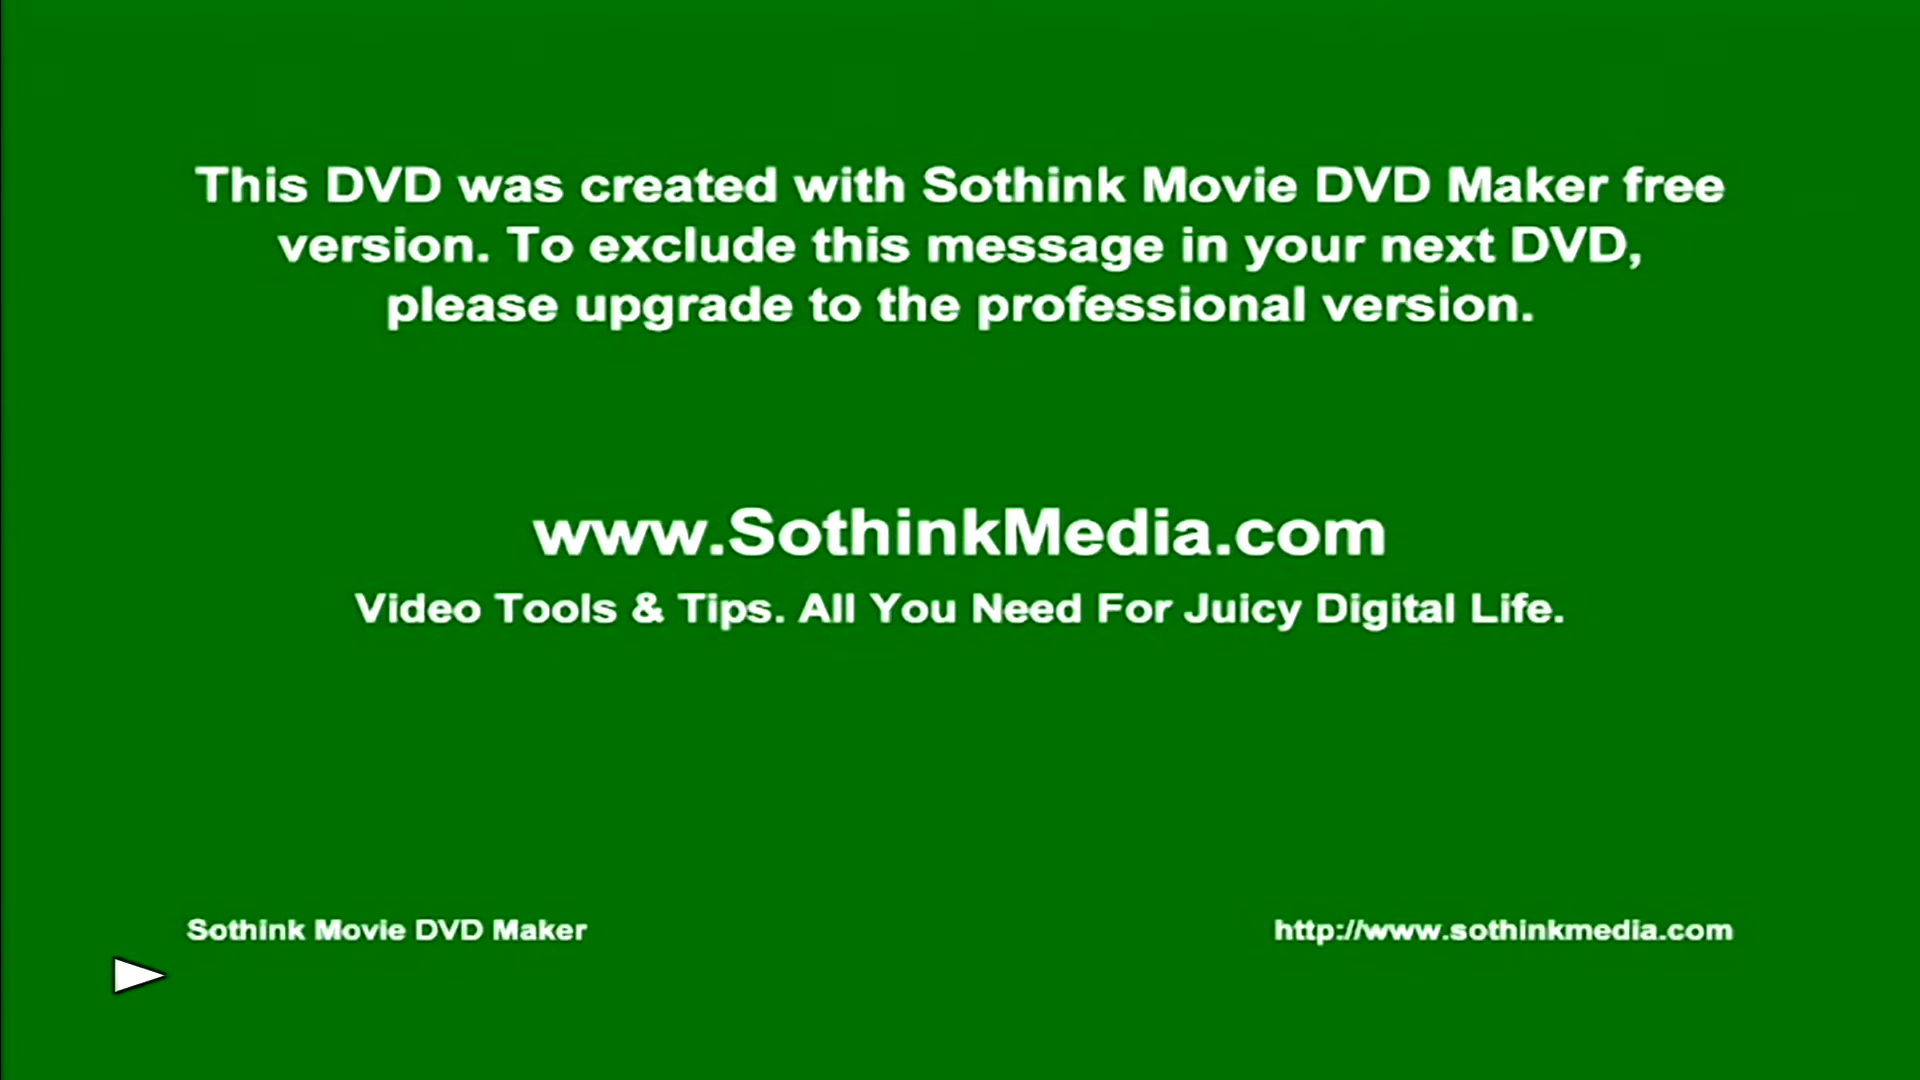 This DVD was created with Sothink Movie DVD Maker free
version. To exclude this message in your next DVD,
please upgrade to the professional version.
www.SothinkMedia.com
Video Tools & Tips. All You Need For Juicy Digital Life.
Sothink Movie DVD Maker
http://www.sothinkmedia.com